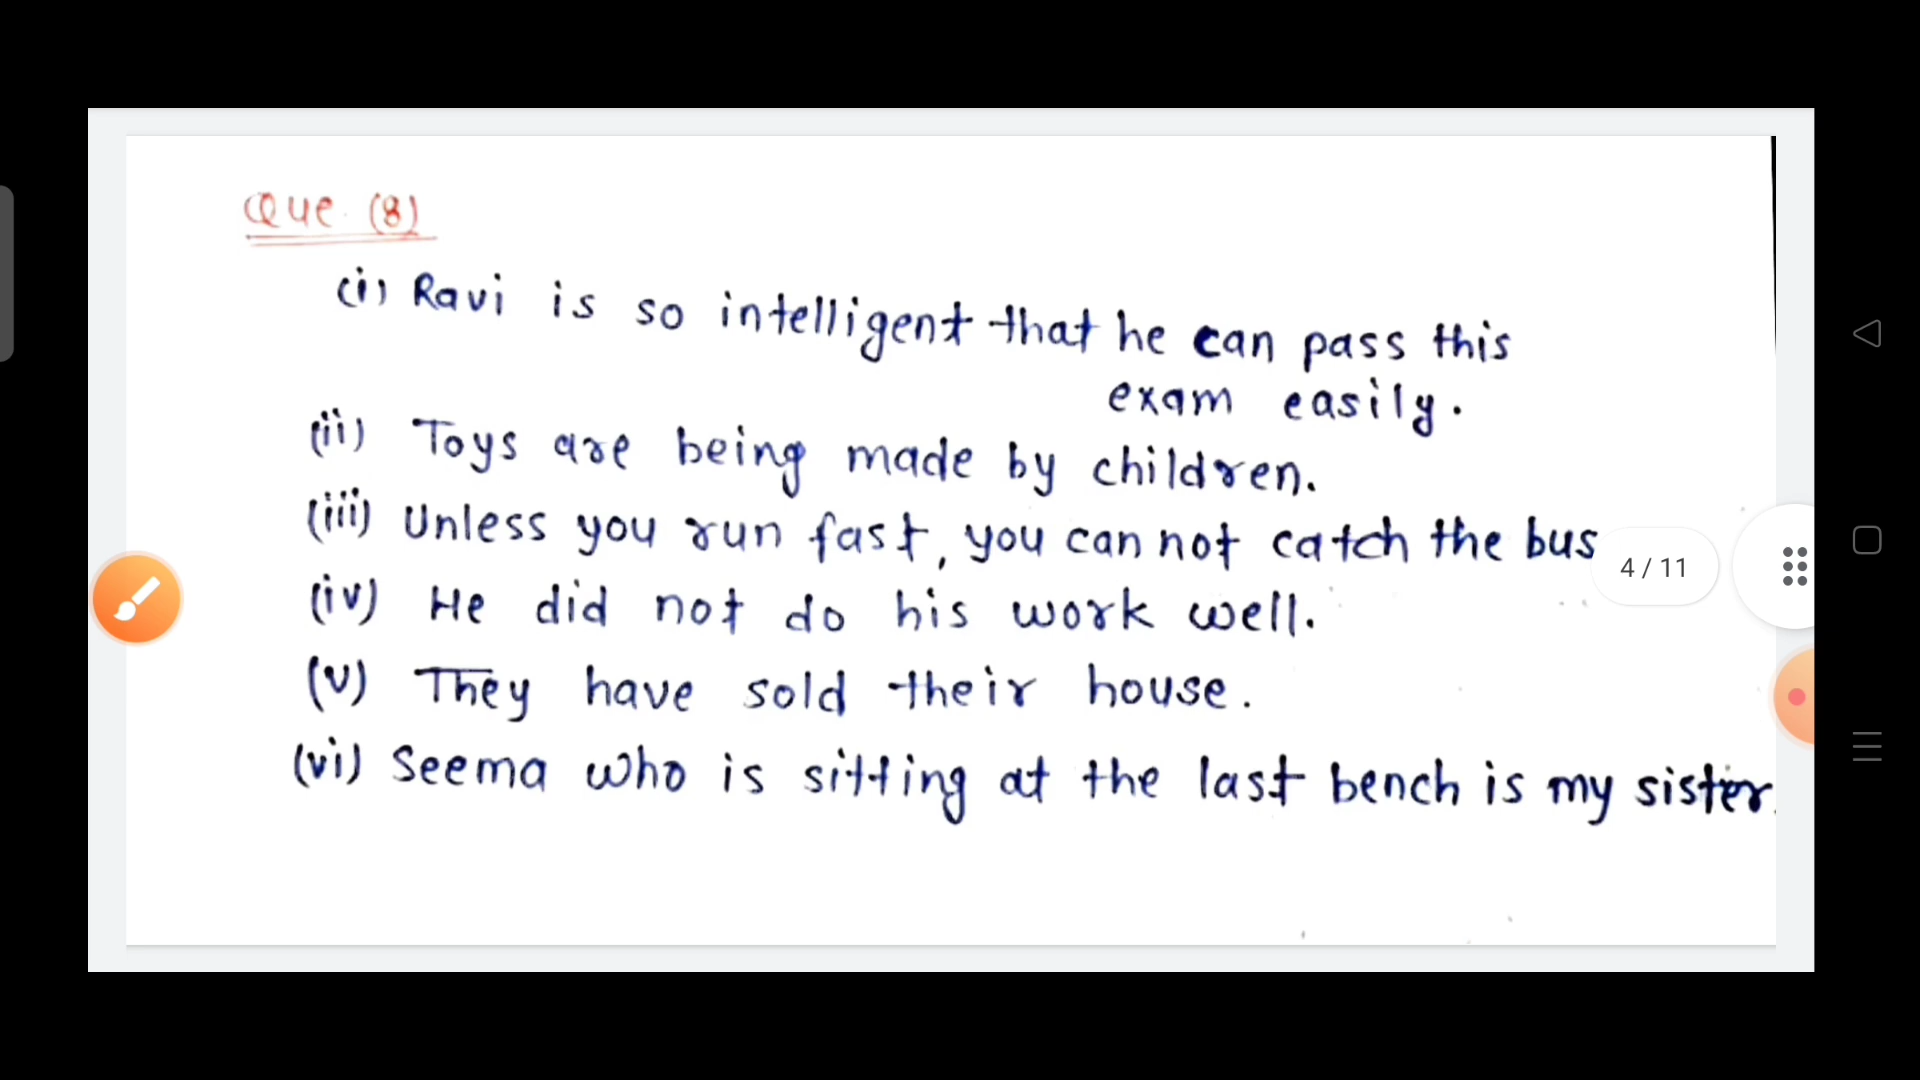 Que. (8)
(i) Ravi is so intelligent that he can pass this
exam easily.
(ii) Toys are being made by children.
(iii) Unless you run fast, you can not catch the bus
4 / 11
(iv) He did not do his work well.
(v) They have sold their house.
(vi) Seema who is sitting at the last bench is my sister.